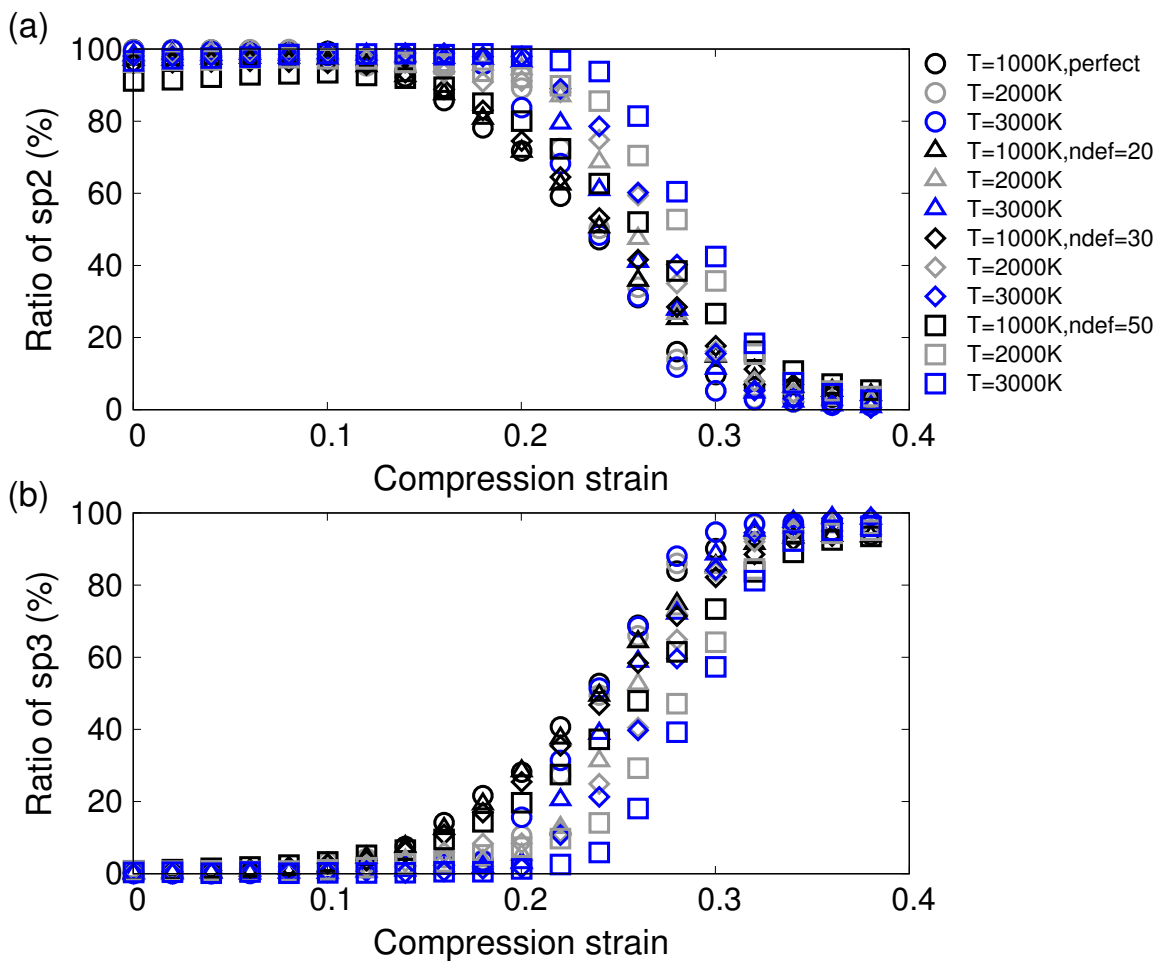 (a)
100
80
60
40
20
0
Ratio of sp2 (%)
0 0.1 0.2 0.3 0.4
Compression strain
T=1000K,perfect
T=2000K
T=3000K
T=1000K,ndef=20
T=2000K
T=3000K
T=1000K,ndef=30
T=2000K
T=3000K
T=1000K,ndef=50
T=2000K
T=3000K
(b)
100
80
60
40
20
0
Ratio of sp3 (%)
0 0.1 0.2 0.3 0.4
Compression strain